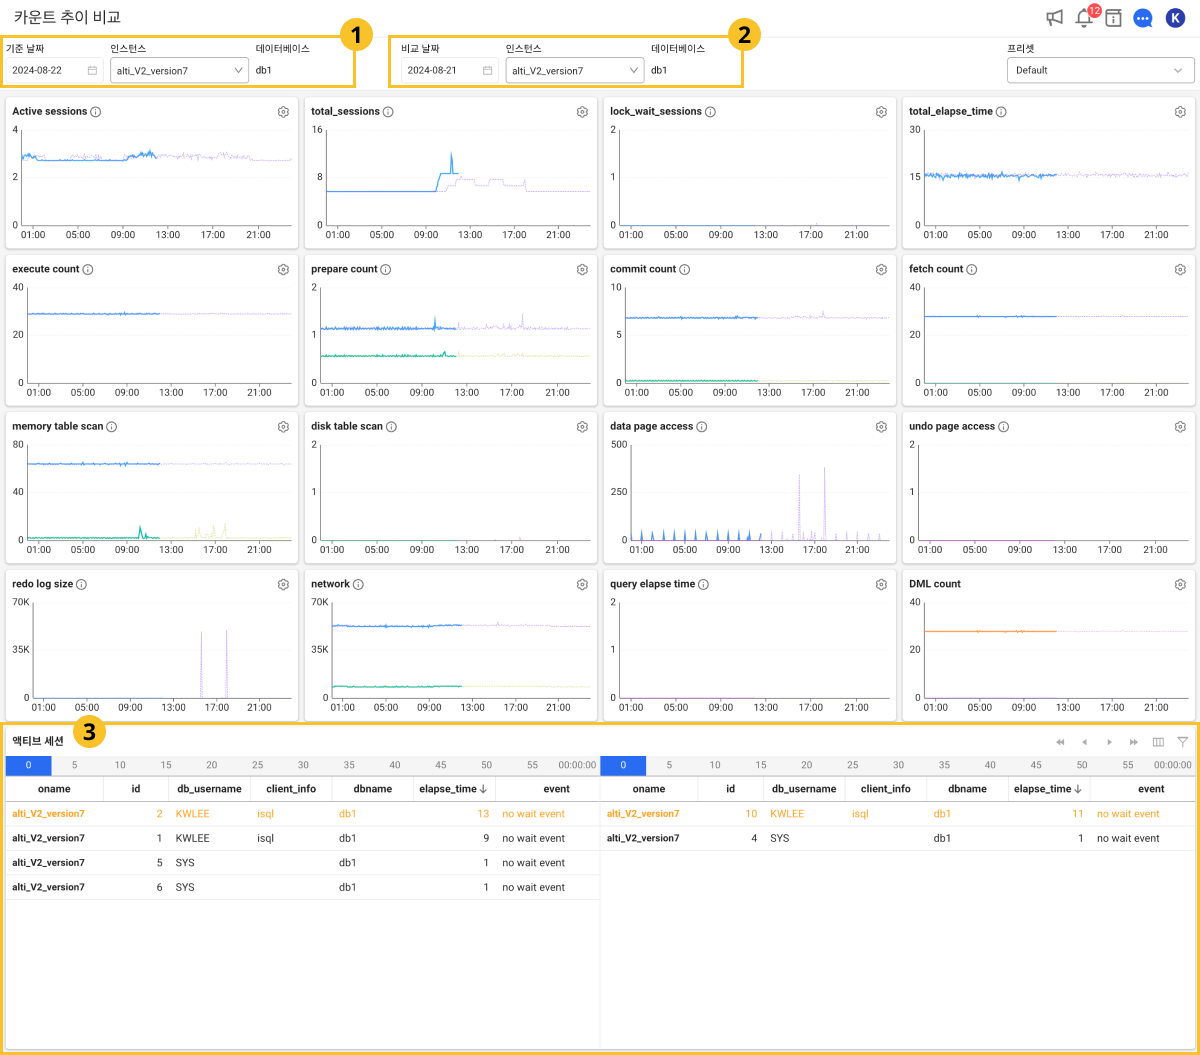 카운트 추이 비교
12
K
1
2
기준 날짜 인스턴스 데이터베이스
2024-08-22 alti_V2_version7 db1
비교 날짜 인스턴스 데이터베이스
2024-08-21 alti_V2_version7 db1
프리셋
Default
Active sessions
4
2
0
01:00 05:00 09:00 13:00 17:00 21:00
total_sessions
16
8
0
01:00 05:00 09:00 13:00 17:00 21:00
lock_wait_sessions
2
1
0
01:00 05:00 09:00 13:00 17:00 21:00
total_elapse_time
30
15
0
01:00 05:00 09:00 13:00 17:00 21:00
execute count
40
20
0
01:00 05:00 09:00 13:00 17:00 21:00
prepare count
2
1
0
01:00 05:00 09:00 13:00 17:00 21:00
commit count
10
5
0
01:00 05:00 09:00 13:00 17:00 21:00
fetch count
40
20
0
01:00 05:00 09:00 13:00 17:00 21:00
memory table scan
80
40
0
01:00 05:00 09:00 13:00 17:00 21:00
disk table scan
2
1
0
01:00 05:00 09:00 13:00 17:00 21:00
data page access
500
250
0
01:00 05:00 09:00 13:00 17:00 21:00
undo page access
2
1
0
01:00 05:00 09:00 13:00 17:00 21:00
redo log size
70K
35K
0
01:00 05:00 09:00 13:00 17:00 21:00
network
70K
35K
0
01:00 05:00 09:00 13:00 17:00 21:00
query elapse time
2
1
0
01:00 05:00 09:00 13:00 17:00 21:00
DML count
40
20
0
01:00 05:00 09:00 13:00 17:00 21:00
3
액티브 세션
0 5 10 15 20 25 30 35 40 45 50 55 00:00:00 0 5 10 15 20 25 30 35 40 45 50 55 00:00:00
oname id db_username client_info dbname elapse_time event oname id db_username client_info dbname elapse_time event
alti_V2_version7 2 KWLEE isql db1 13 no wait event alti_V2_version7 10 KWLEE isql db1 11 no wait event
alti_V2_version7 1 KWLEE isql db1 9 no wait event alti_V2_version7 4 SYS db1 1 no wait event
alti_V2_version7 5 SYS db1 1 no wait event
alti_V2_version7 6 SYS db1 1 no wait event